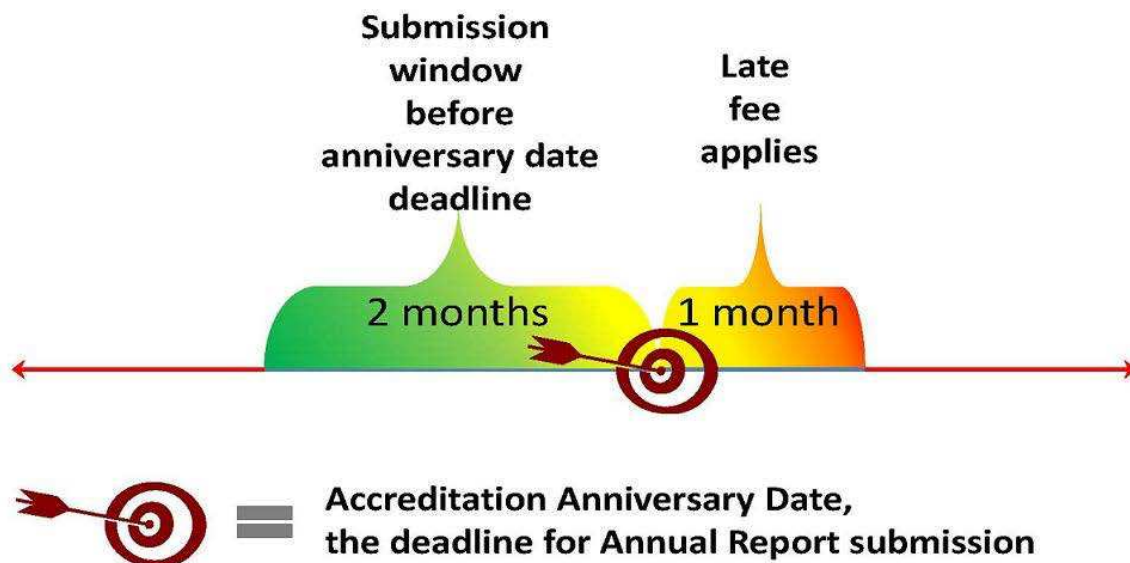 Submission
window
before
anniversary date
deadline
Late
fee
applies
2 months
1 month
Accreditation Anniversary Date,
the deadline for Annual Report submission